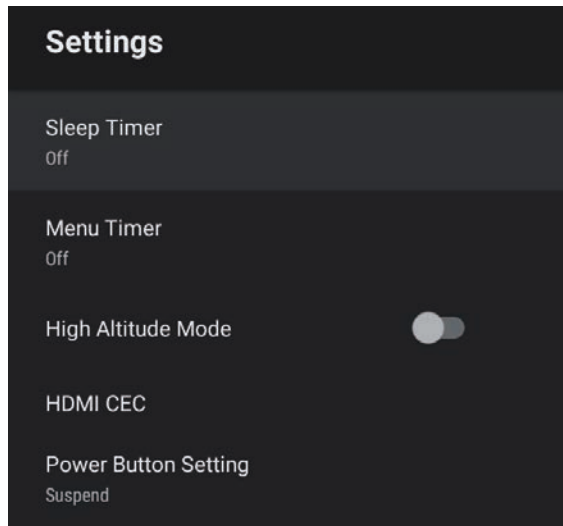 Settings
Sleep Timer
Off
Menu Timer
Off
High Altitude Mode
HDMI CEC
Power Button Setting
Suspend